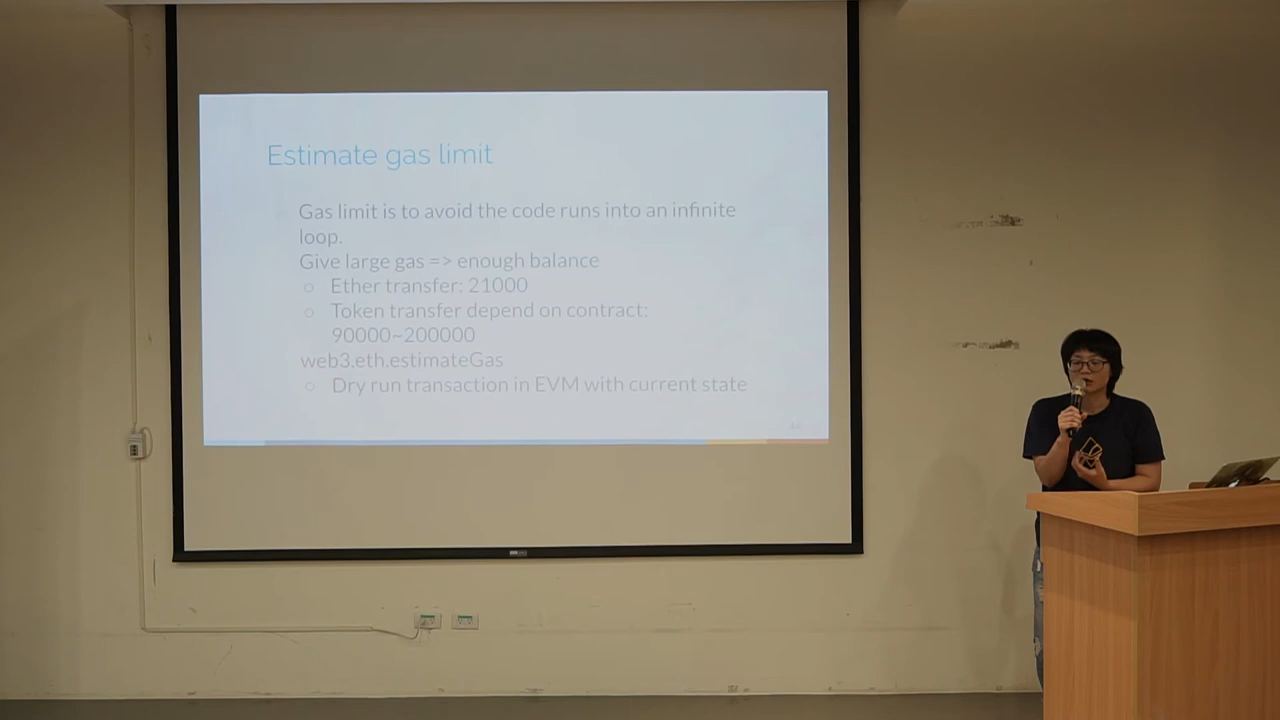 Estimate gas limit
Gas limit is to avoid the code runs into an infinite
loop.
Give large gas => enough balance
○ Ether transfer: 21000
○ Token transfer depend on contract:
90000~200000
web3.eth.estimateGas
○ Dry run transaction in EVM with current state